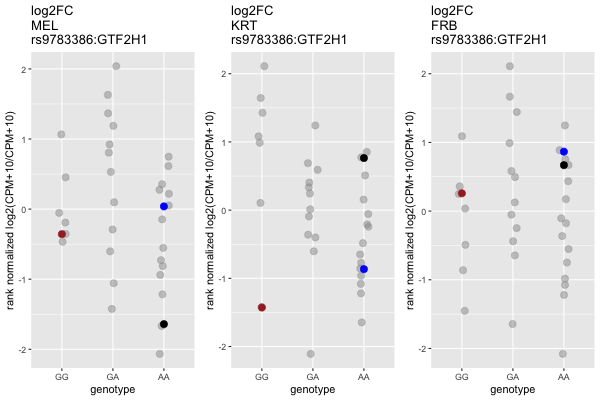 log2FC
MEL
rs9783386:GTF2H1
rank normalized log2(CPM+10/CPM+10)
2
1
0
-1
-2
GG
GA
AA
genotype
log2FC
KRT
rs9783386:GTF2H1
rank normalized log2(CPM+10/CPM+10)
2
1
0
-1
-2
GG
GA
AA
genotype
log2FC
FRB
rs9783386:GTF2H1
rank normalized log2(CPM+10/CPM+10)
2
1
0
-1
-2
GG
GA
AA
genotype